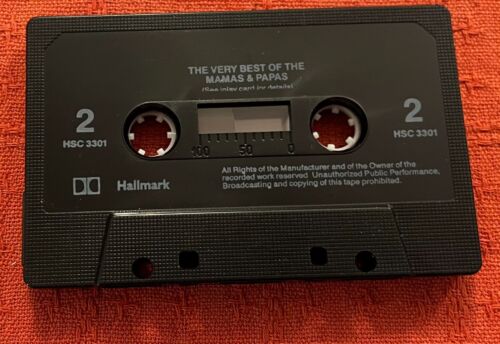 THE VERY BEST OF THE
MAMAS & PAPAS
(See inlay card for details)
2
HSC 3301
2
HSC 3301
100 50 0
Hallmark
All Rights of the Manufacturer and of the Owner of the
recorded work reserved Unauthorized Public Performance,
Broadcasting and copying of this tape prohibited.